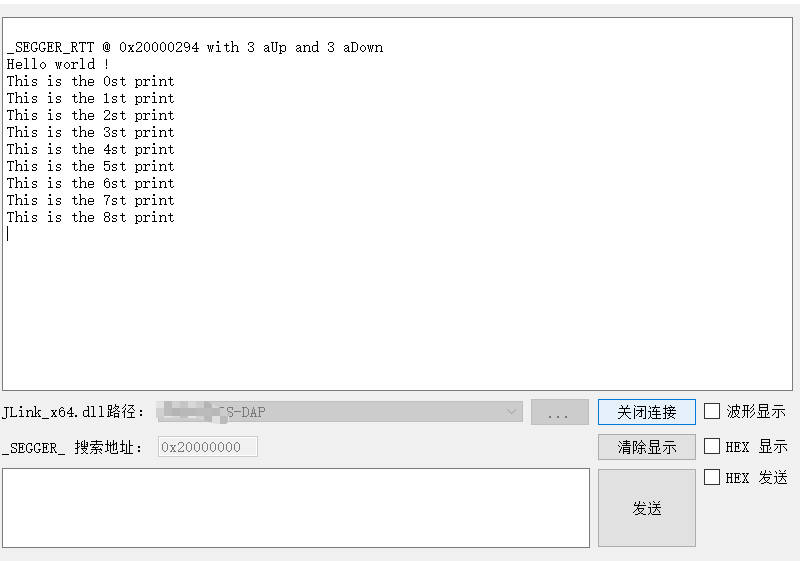 _SEGGER_RTT @ 0x20000294 with 3 aUp and 3 aDown
Hello world !
This is the 0st print
This is the 1st print
This is the 2st print
This is the 3st print
This is the 4st print
This is the 5st print
This is the 6st print
This is the 7st print
This is the 8st print
JLink_x64.dll路径： S-DAP ... 关闭连接 波形显示
_SEGGER_ 搜索地址： 0x20000000 清除显示 HEX 显示
HEX 发送
发送